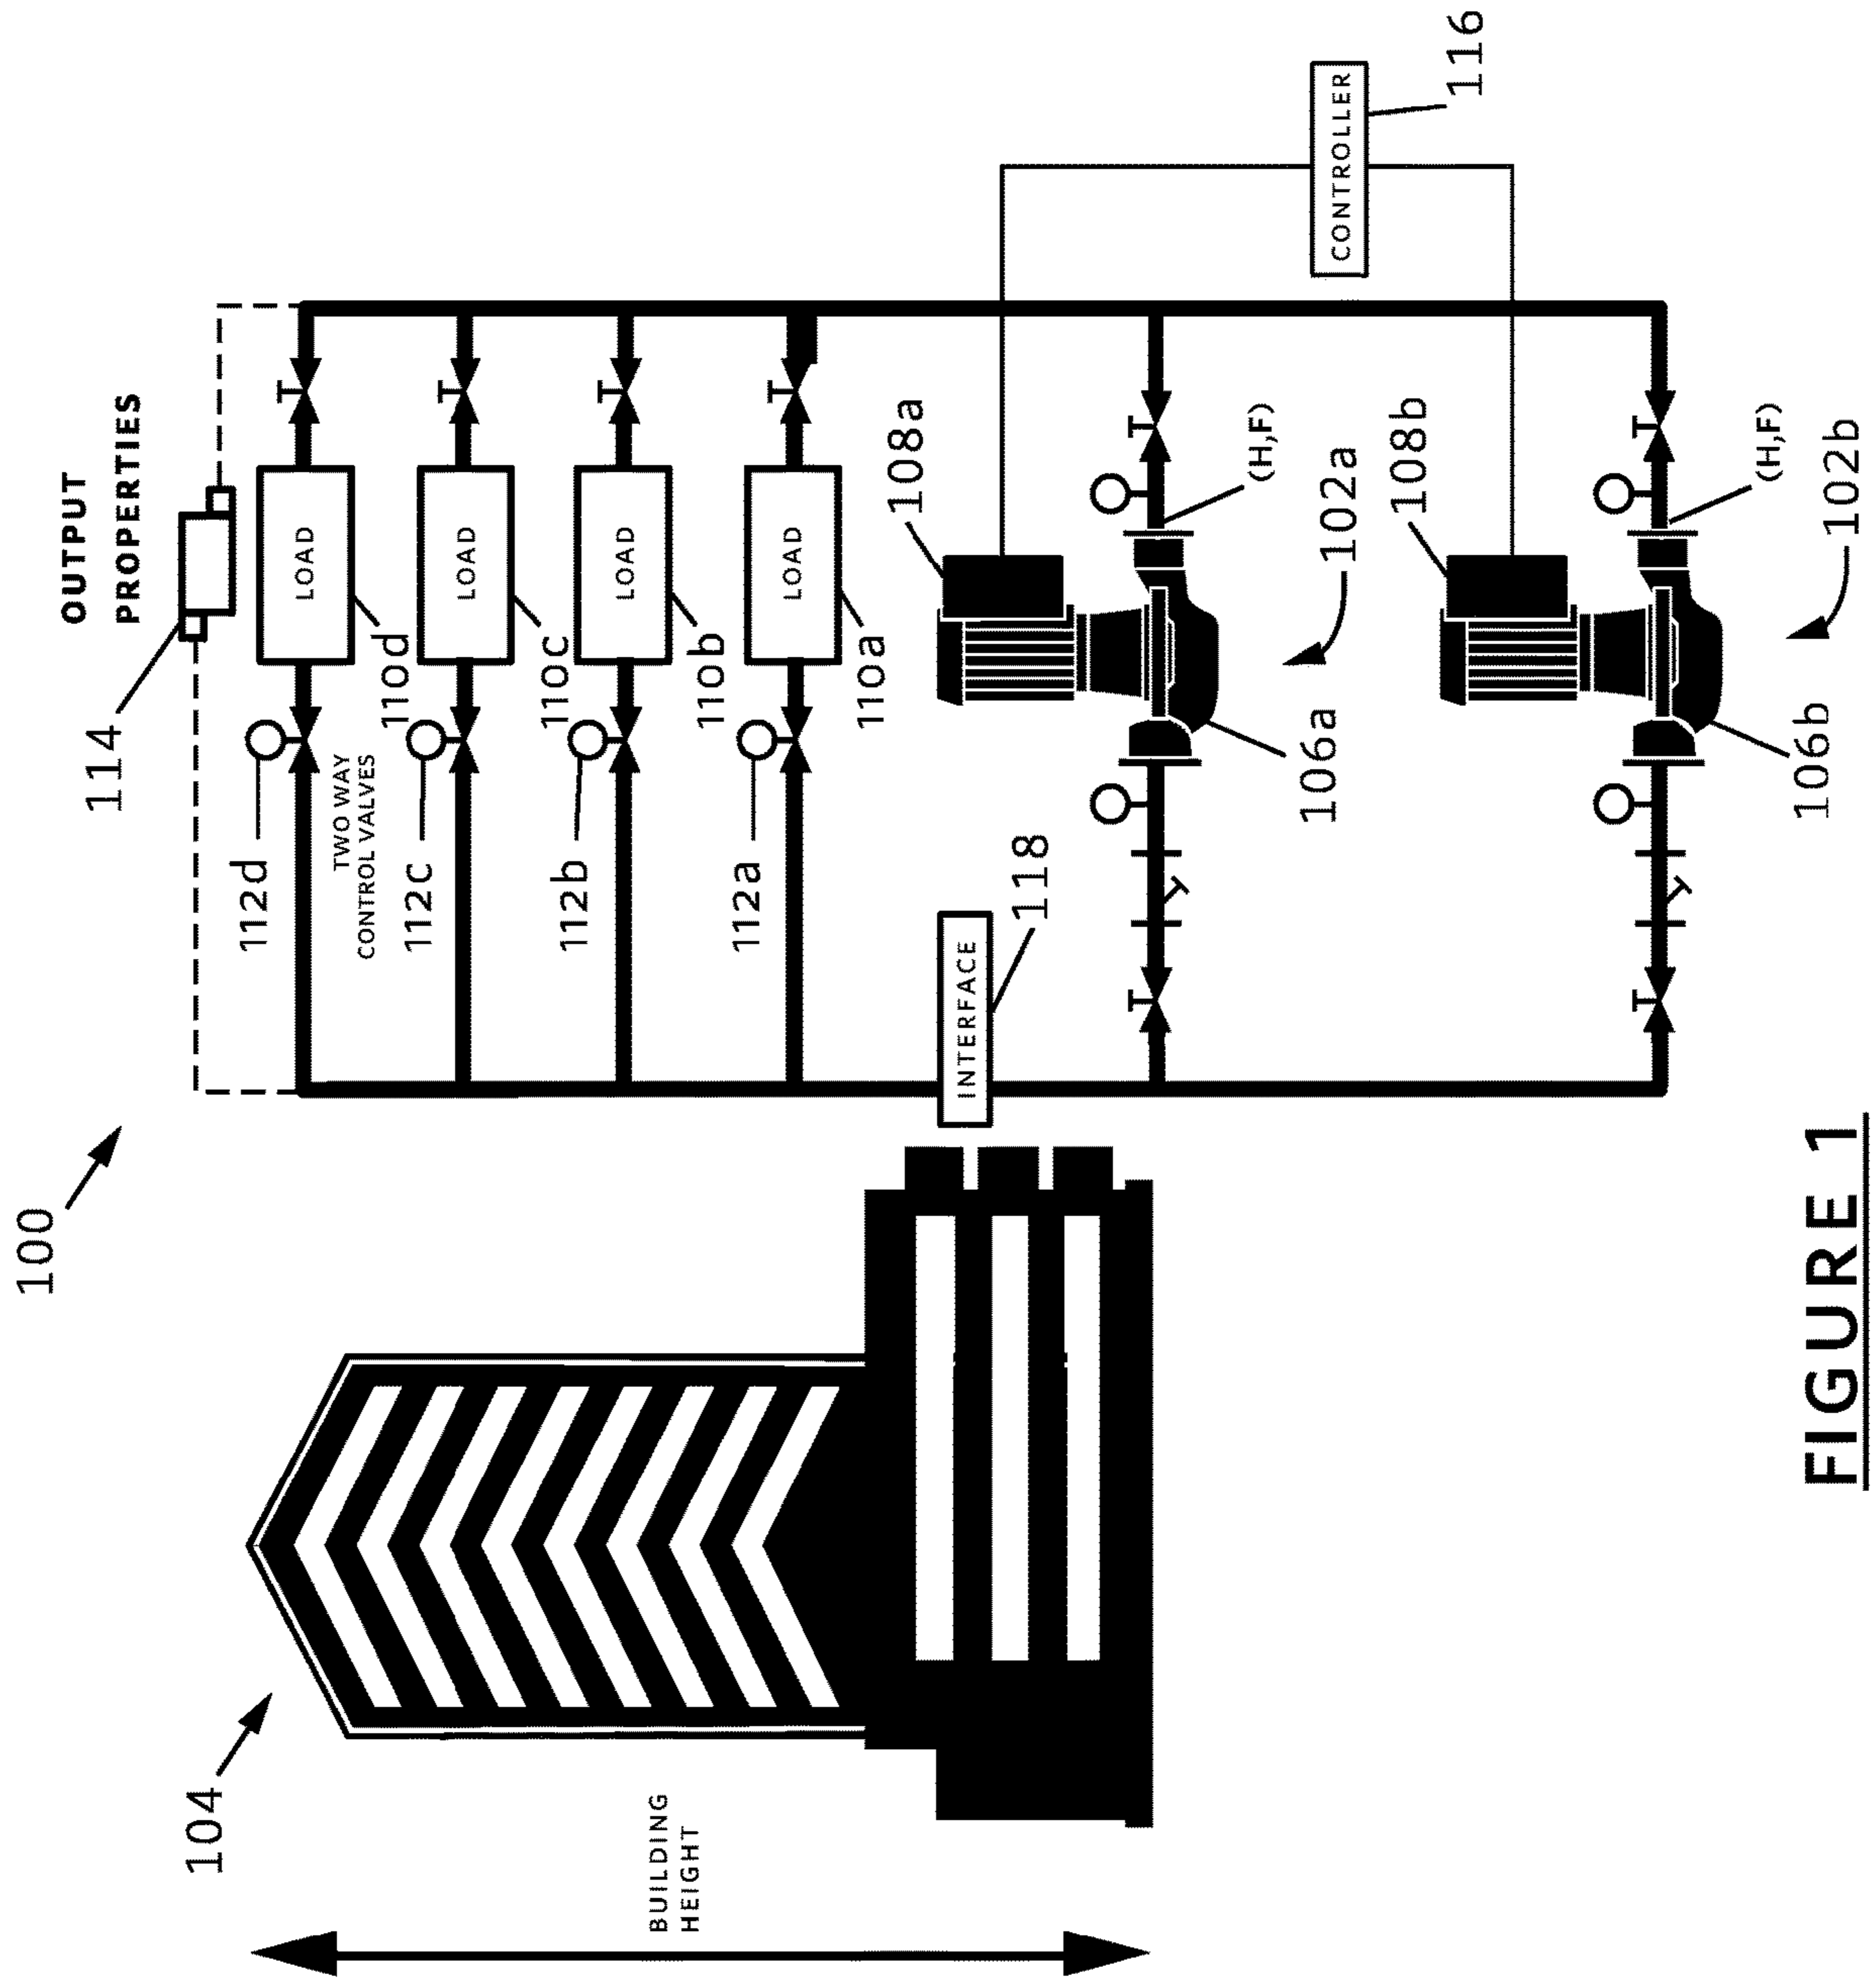 100
114
OUTPUT
PROPERTIES
104
BUILDING
HEIGHT
112d
TWO WAY
CONTROL VALVES
112c
112b
112a
LOAD
LOAD
LOAD
LOAD
110d
110c
110b
110a
INTERFACE
118
108a
(H,F)
102a
106a
108b
(H,F)
102b
106b
CONTROLLER
116
FIGURE 1